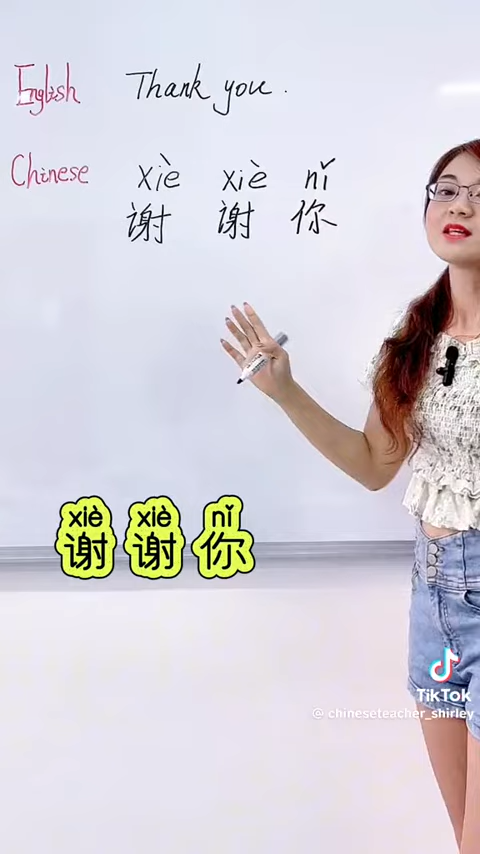 English Thank you.
Chinese xiè xiè nǐ
谢 谢 你
xiè xiè nǐ
谢 谢 你
TikTok
@ chineseteacher_shirley